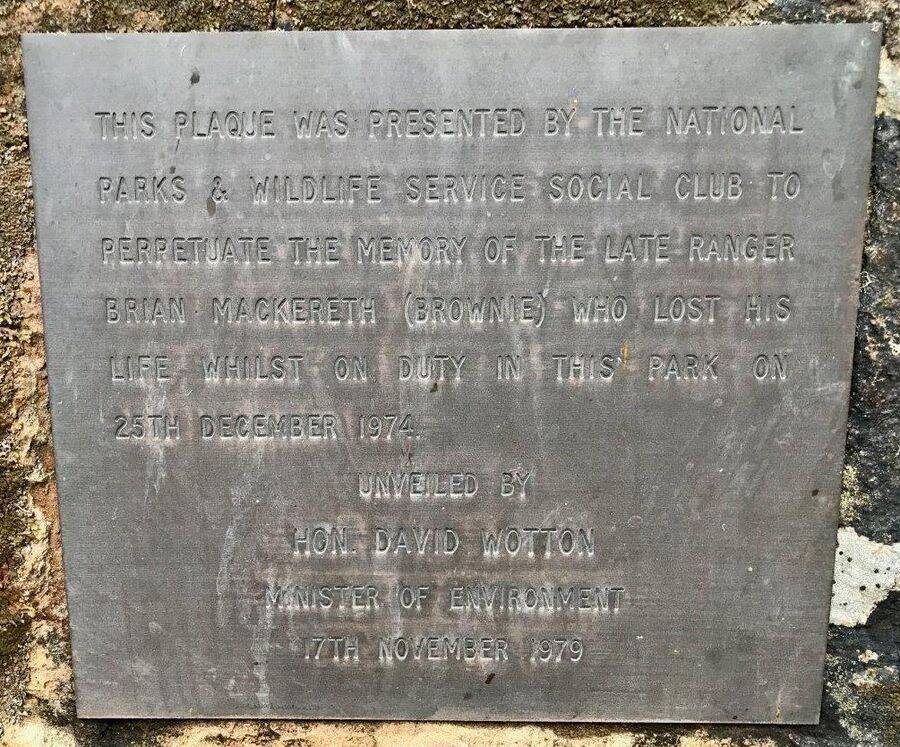 THIS PLAQUE WAS PRESENTED BY THE NATIONAL
PARKS & WILDLIFE SERVICE SOCIAL CLUB TO
PERPETUATE THE MEMORY OF THE LATE RANGER
BRIAN MACKERETH (BROWNIE) WHO LOST HIS
LIFE WHILST ON DUTY IN THIS PARK ON
25TH DECEMBER 1974.
UNVEILED BY
HON. DAVID WOTTON
MINISTER OF ENVIRONMENT
17TH NOVEMBER 1979